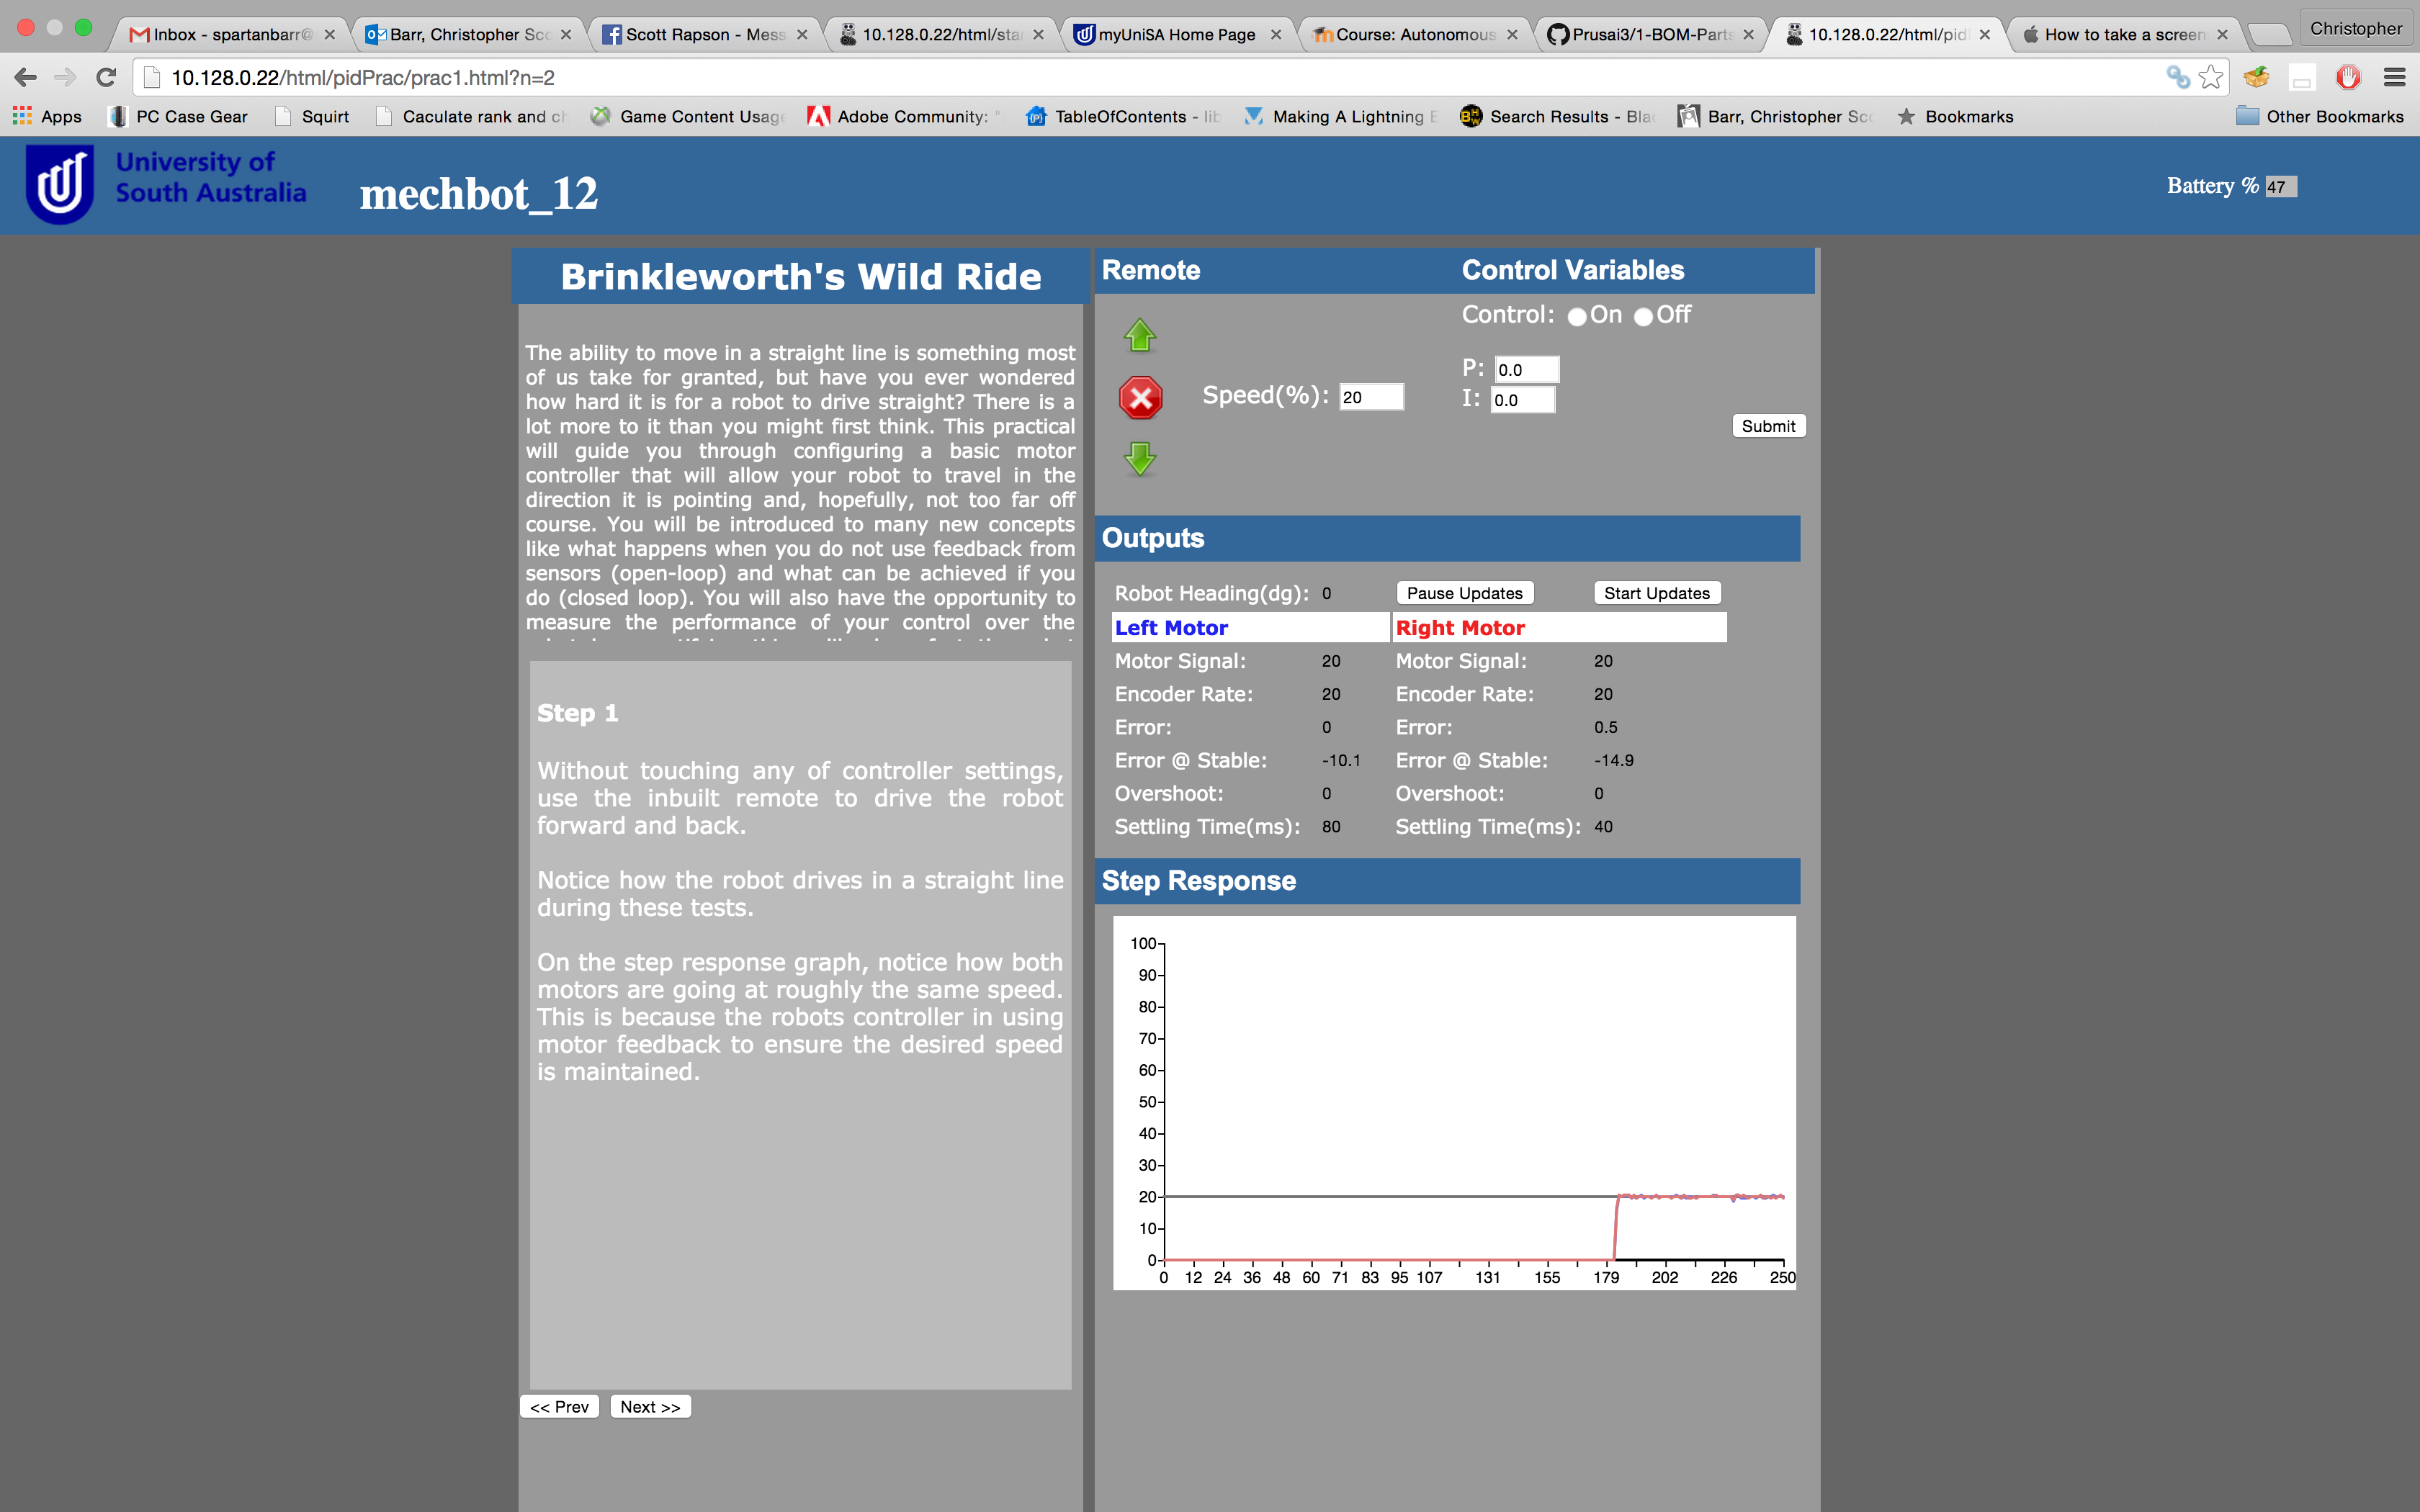 Inbox - spartanbarr@
Barr, Christopher Sco
Scott Rapson - Mess
10.128.0.22/html/sta
myUniSA Home Page
Course: Autonomous
Prusai3/1-BOM-Parts
10.128.0.22/html/pid
How to take a screen
Christopher
10.128.0.22/html/pidPrac/prac1.html?n=2
Apps
PC Case Gear
Squirt
Caculate rank and ch
Game Content Usage
Adobe Community: "
TableOfContents - lib
Making A Lightning E
Search Results - Bla
Barr, Christopher Sco
Bookmarks
Other Bookmarks
University of
South Australia
mechbot_12
Battery % 47
Brinkleworth's Wild Ride
The ability to move in a straight line is something most
of us take for granted, but have you ever wondered
how hard it is for a robot to drive straight? There is a
lot more to it than you might first think. This practical
will guide you through configuring a basic motor
controller that will allow your robot to travel in the
direction it is pointing and, hopefully, not too far off
course. You will be introduced to many new concepts
like what happens when you do not use feedback from
sensors (open-loop) and what can be achieved if you
do (closed loop). You will also have the opportunity to
measure the performance of your control over the
Step 1
Without touching any of controller settings,
use the inbuilt remote to drive the robot
forward and back.
Notice how the robot drives in a straight line
during these tests.
On the step response graph, notice how both
motors are going at roughly the same speed.
This is because the robots controller in using
motor feedback to ensure the desired speed
is maintained.
<< Prev
Next >>
Remote
Control Variables
Control: On Off
Speed(%): 20
P: 0.0
I: 0.0
Submit
Outputs
Robot Heading(dg): 0 Pause Updates Start Updates
Left Motor Right Motor
Motor Signal: 20 Motor Signal: 20
Encoder Rate: 20 Encoder Rate: 20
Error: 0 Error: 0.5
Error @ Stable: -10.1 Error @ Stable: -14.9
Overshoot: 0 Overshoot: 0
Settling Time(ms): 80 Settling Time(ms): 40
Step Response
100
90
80
70
60
50
40
30
20
10
0
0 12 24 36 48 60 71 83 95 107 131 155 179 202 226 250